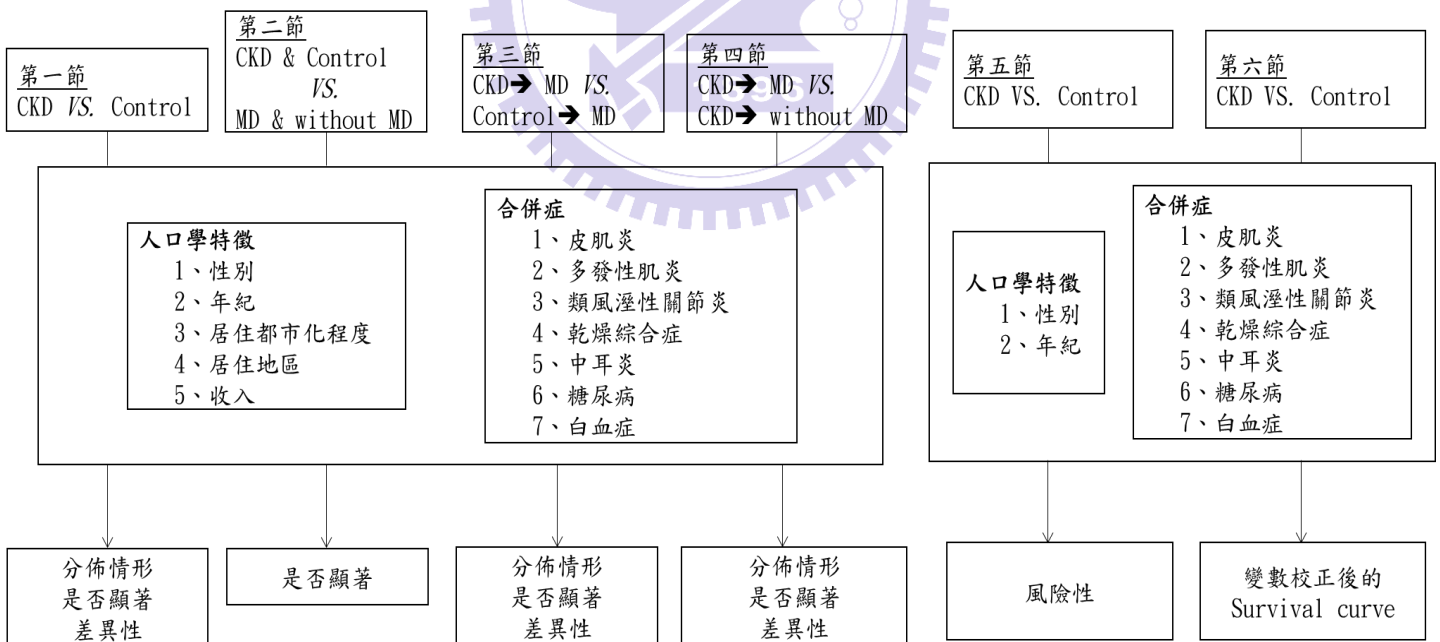 第一節
CKD VS. Control
第二節
CKD & Control
VS.
MD & without MD
第三節
CKD➔ MD VS.
Control➔ MD
第四節
CKD➔ MD VS.
CKD➔ without MD
第五節
CKD VS. Control
第六節
CKD VS. Control
1896
人口學特徵
1、性別
2、年紀
3、居住都市化程度
4、居住地區
5、收入
合併症
1、皮肌炎
2、多發性肌炎
3、類風溼性關節炎
4、乾燥綜合症
5、中耳炎
6、糖尿病
7、白血症
人口學特徵
1、性別
2、年紀
合併症
1、皮肌炎
2、多發性肌炎
3、類風溼性關節炎
4、乾燥綜合症
5、中耳炎
6、糖尿病
7、白血症
分佈情形
是否顯著
差異性
是否顯著
分佈情形
是否顯著
差異性
分佈情形
是否顯著
差異性
風險性
變數校正後的
Survival curve